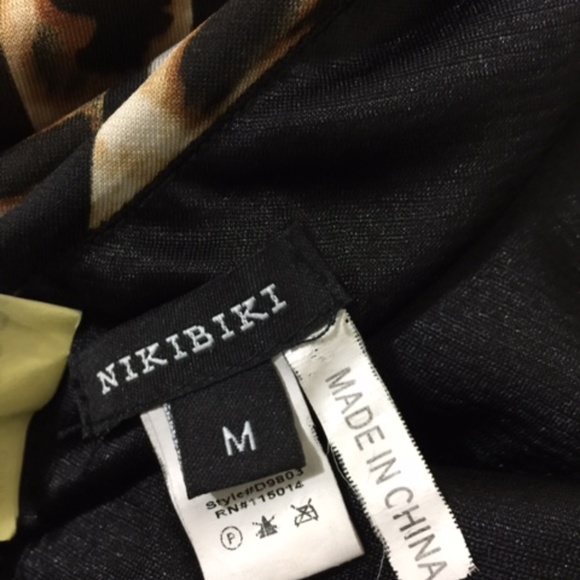 NIKIBIKI
M
MADE IN CHINA
Style#D9803
RN#115014
P